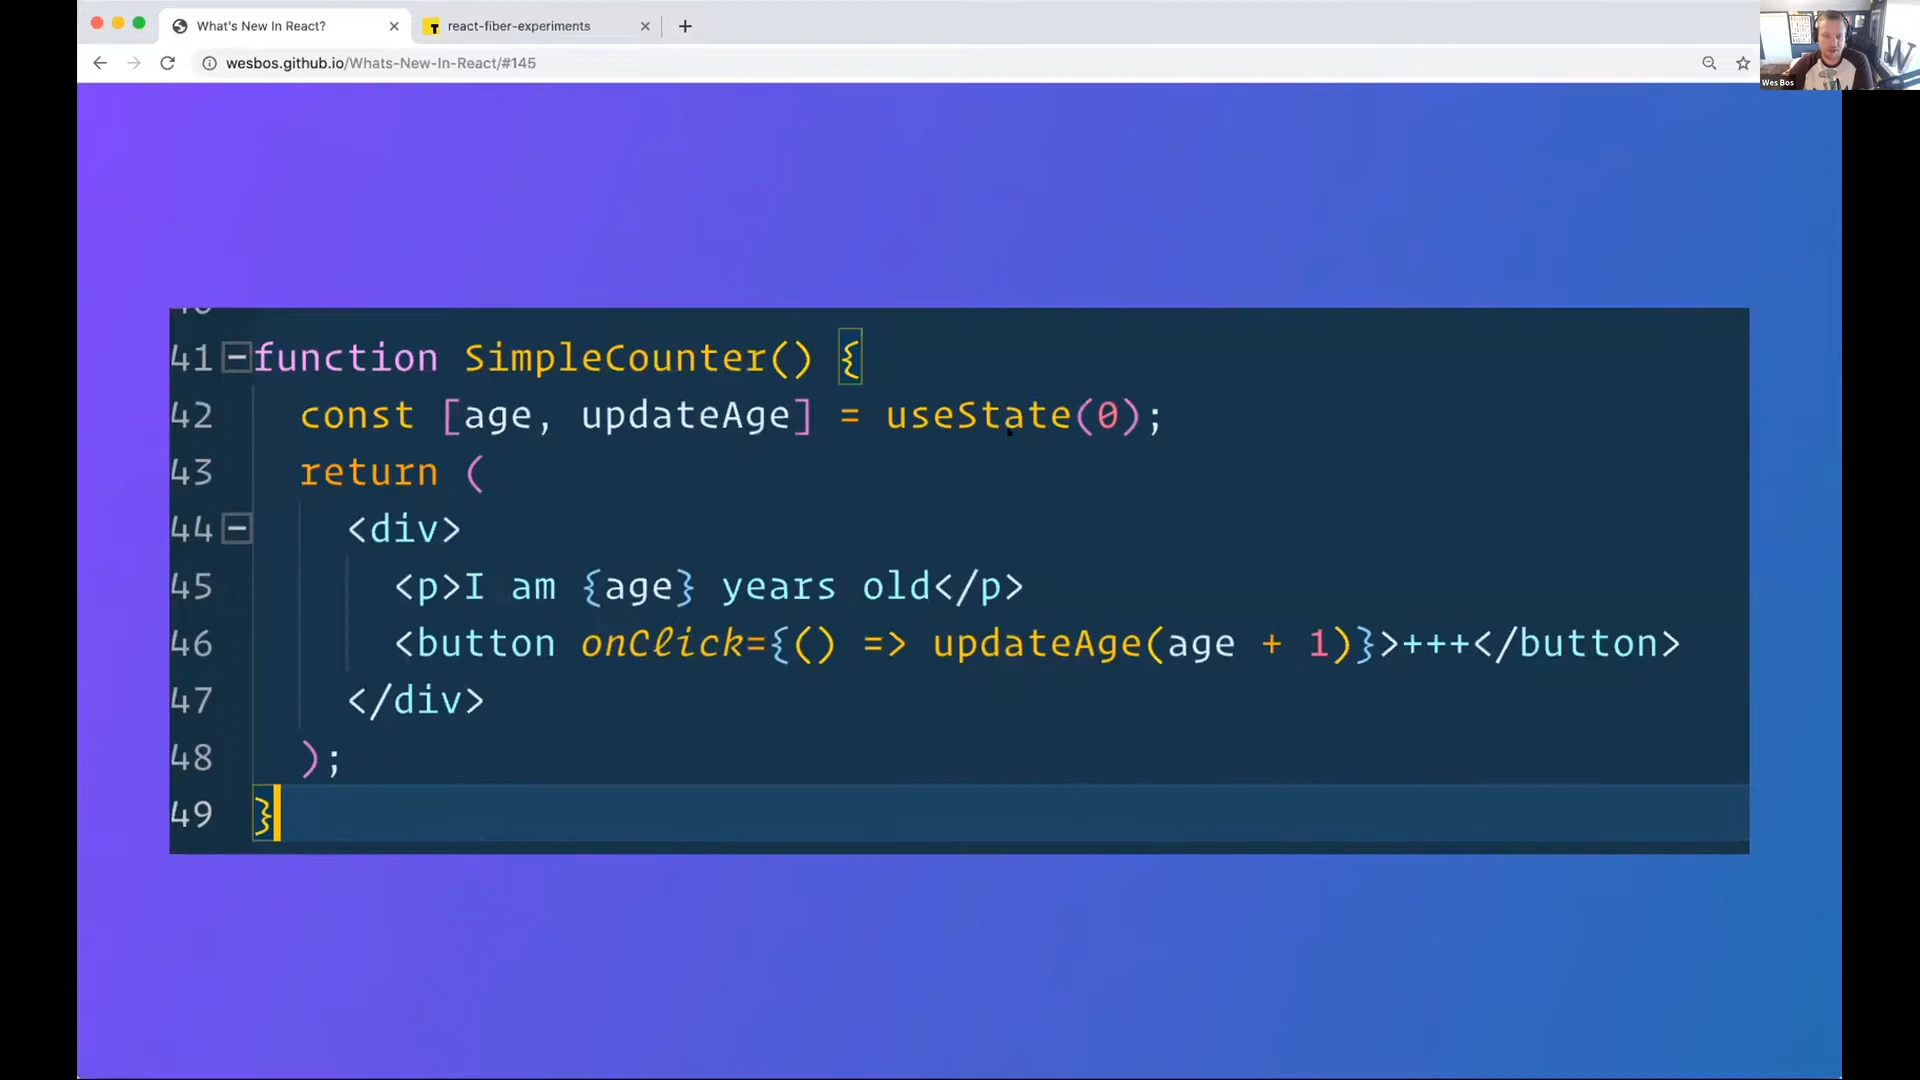 What's New In React?
react-fiber-experiments
wesbos.github.io/Whats-New-In-React/#145
Wes Bos
41 function SimpleCounter() {
42 const [age, updateAge] = useState(0);
43 return (
44 <div>
45 <p>I am {age} years old</p>
46 <button onClick={() => updateAge(age + 1)}>+++</button>
47 </div>
48 );
49 }